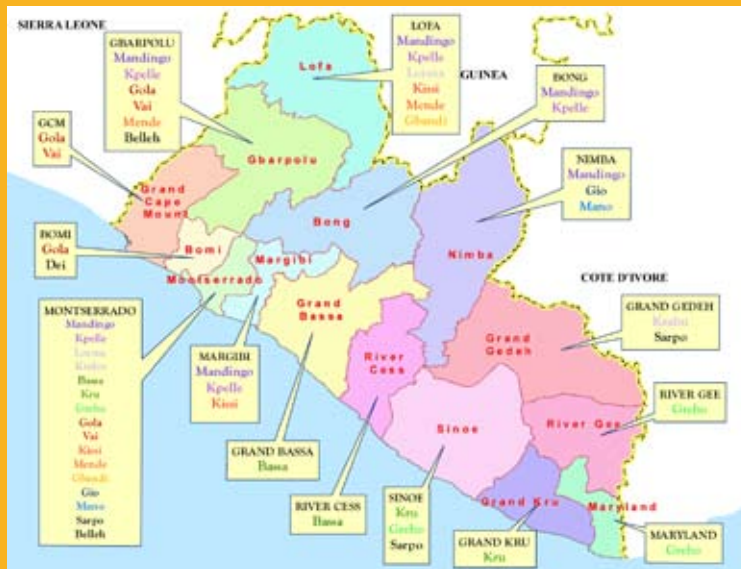 SIERRA LEONE
GUINEA
COTE D'IVORE
GBARPOLU
Mandingo
Kpelle
Gola
Vai
Mende
Belleh
LOFA
Mandingo
Kpelle
Lorma
Kissi
Mende
Gbandi
BONG
Mandingo
Kpelle
GCM
Gola
Vai
NIMBA
Mandingo
Gio
Mano
BOMI
Gola
Dei
MONTSERRADO
Mandingo
Kpelle
Lorma
Bassa
Kru
Grebo
Gola
Vai
Kissi
Mende
Gbandi
Gio
Mano
Sarpo
Belleh
MARGIBI
Mandingo
Kpelle
Kissi
GRAND GEDEH
Sarpo
RIVER GEE
Grebo
GRAND BASSA
Bassa
RIVER CESS
Bassa
SINOE
Kru
Grebo
Sarpo
GRAND KRU
Kru
MARYLAND
Grebo
Lofa
Gbarpolu
Grand
Cape
Mount
Bomi
Montserrado
Margibi
Bong
Nimba
Grand
Bassa
River
Cess
Grand
Gedeh
Sinoe
River Gee
Grand Kru
Maryland